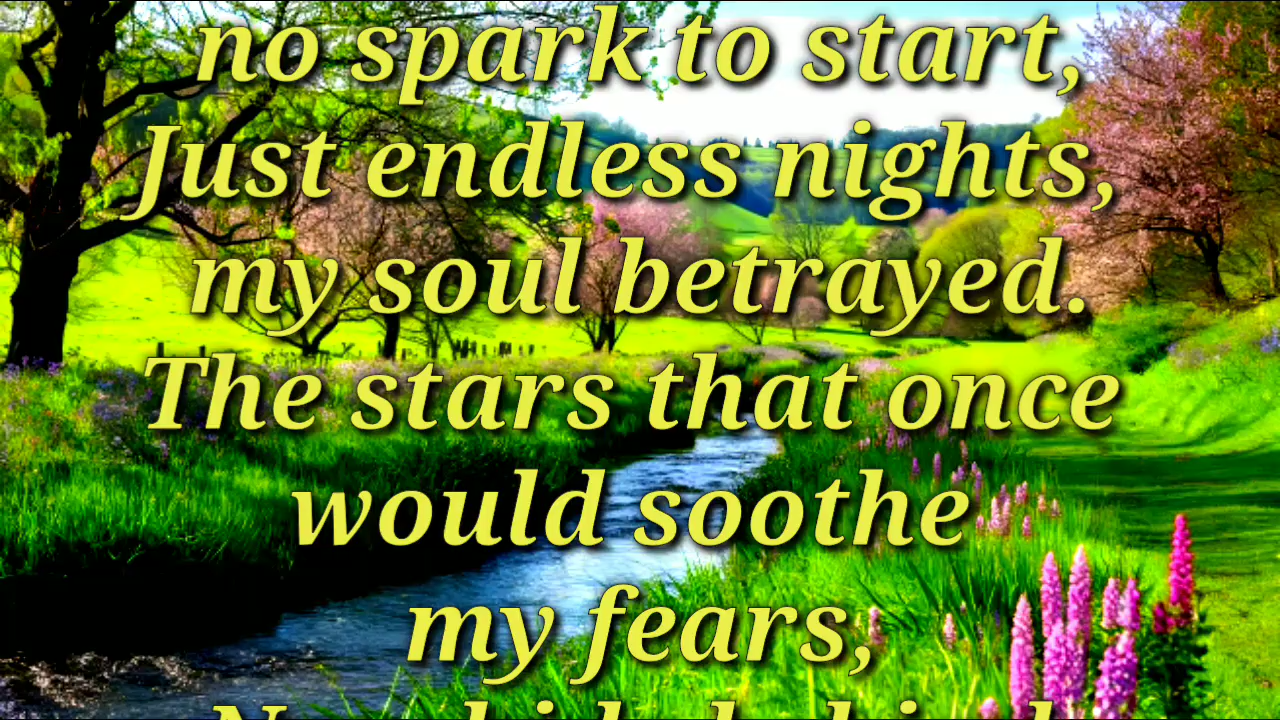 no spark to start,
Just endless nights,
my soul betrayed.
The stars that once
would soothe
my fears,